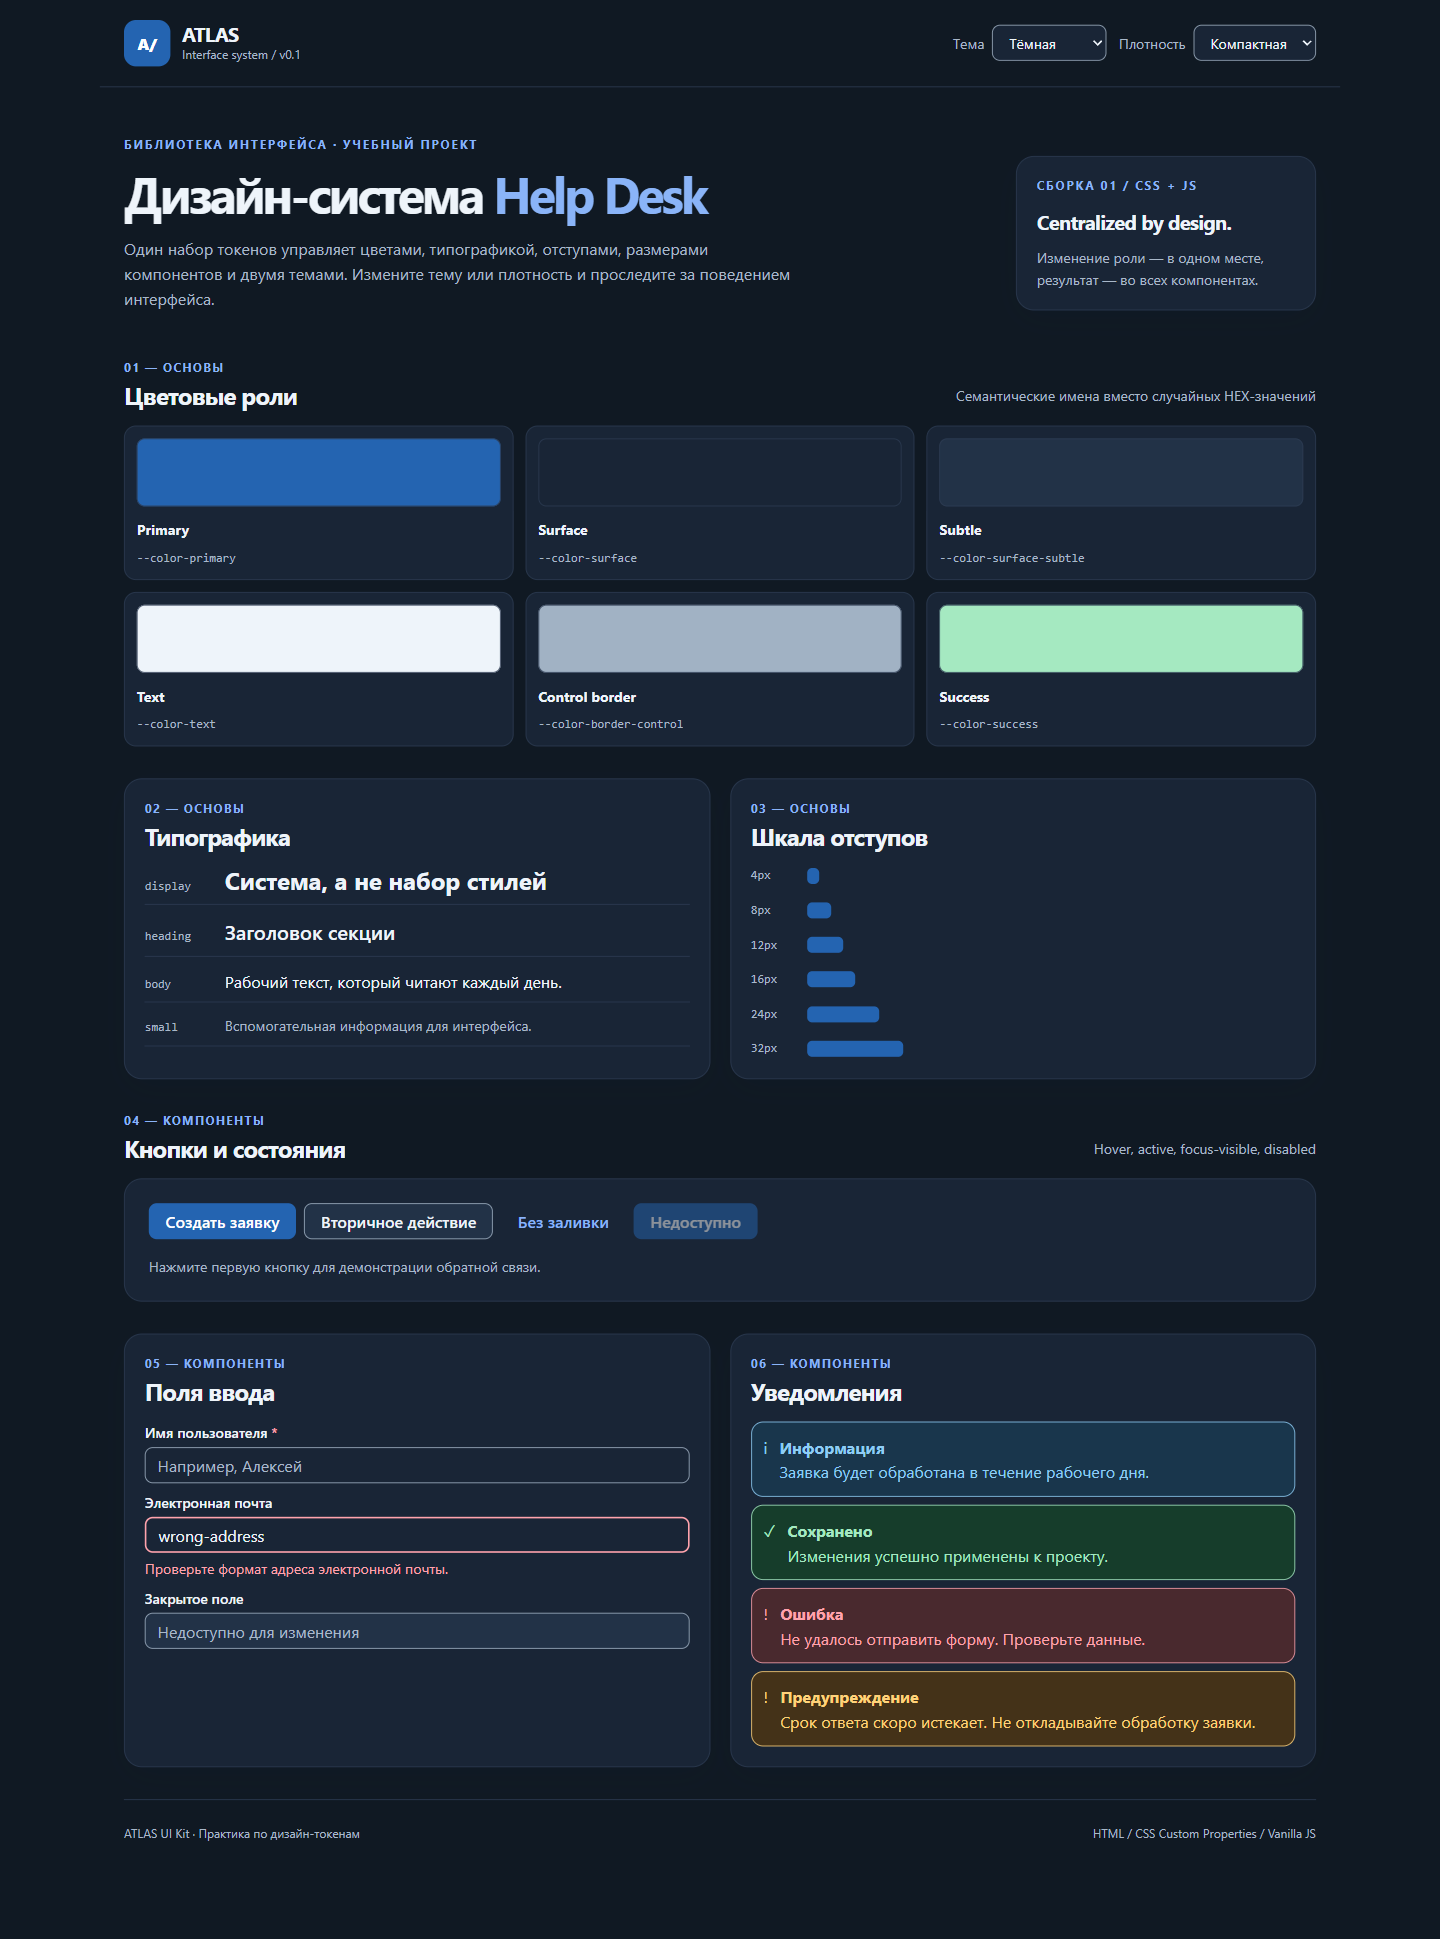 A/
ATLAS
Interface system / v0.1
Тема
Тёмная
Плотность
Компактная
БИБЛИОТЕКА ИНТЕРФЕЙСА · УЧЕБНЫЙ ПРОЕКТ
Дизайн-система Help Desk
Один набор токенов управляет цветами, типографикой, отступами, размерами
компонентов и двумя темами. Измените тему или плотность и проследите за поведением
интерфейса.
СБОРКА 01 / CSS + JS
Centralized by design.
Изменение роли — в одном месте,
результат — во всех компонентах.
01 — ОСНОВЫ
Цветовые роли
Семантические имена вместо случайных HEX-значений
Primary
--color-primary
Surface
--color-surface
Subtle
--color-surface-subtle
Text
--color-text
Control border
--color-border-control
Success
--color-success
02 — ОСНОВЫ
Типографика
display
Система, а не набор стилей
heading
Заголовок секции
body
Рабочий текст, который читают каждый день.
small
Вспомогательная информация для интерфейса.
03 — ОСНОВЫ
Шкала отступов
4px
8px
12px
16px
24px
32px
04 — КОМПОНЕНТЫ
Кнопки и состояния
Hover, active, focus-visible, disabled
Создать заявку
Вторичное действие
Без заливки
Недоступно
Нажмите первую кнопку для демонстрации обратной связи.
05 — КОМПОНЕНТЫ
Поля ввода
Имя пользователя *
Например, Алексей
Электронная почта
wrong-address
Проверьте формат адреса электронной почты.
Закрытое поле
Недоступно для изменения
06 — КОМПОНЕНТЫ
Уведомления
i Информация
Заявка будет обработана в течение рабочего дня.
✓ Сохранено
Изменения успешно применены к проекту.
! Ошибка
Не удалось отправить форму. Проверьте данные.
! Предупреждение
Срок ответа скоро истекает. Не откладывайте обработку заявки.
ATLAS UI Kit · Практика по дизайн-токенам
HTML / CSS Custom Properties / Vanilla JS